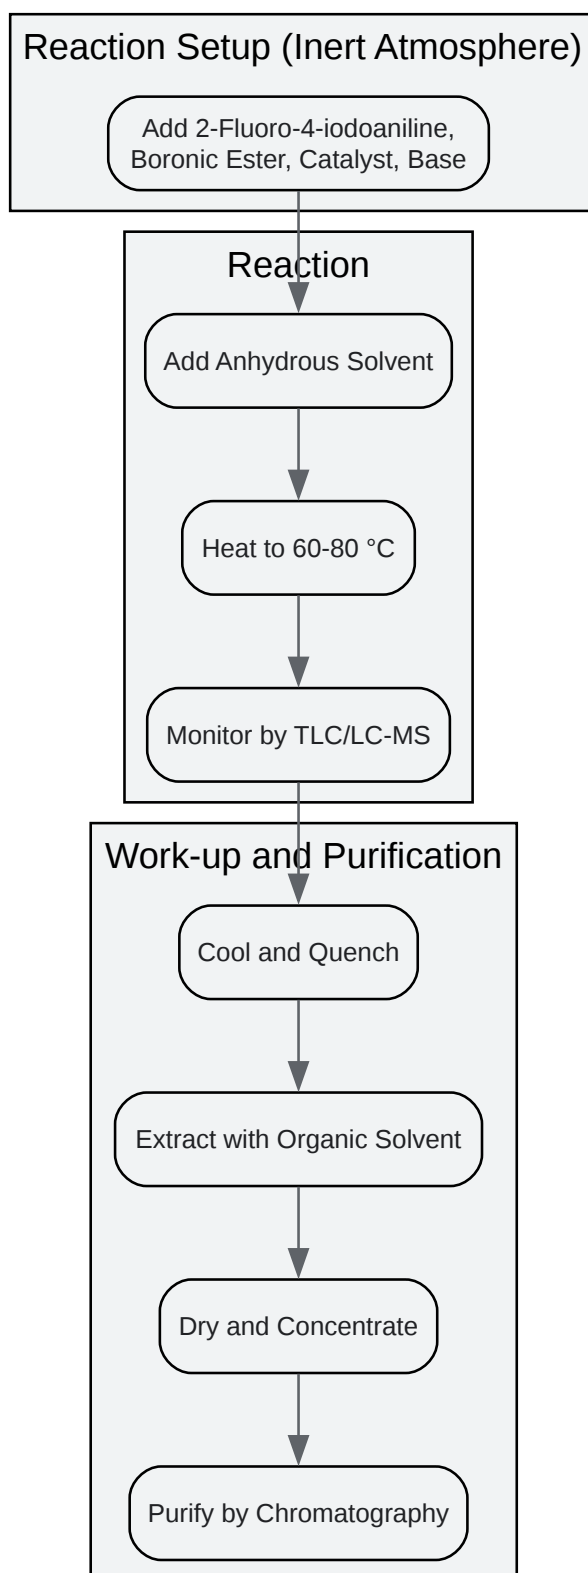 Reaction Setup (Inert Atmosphere)
Add 2-Fluoro-4-iodoaniline,
Boronic Ester, Catalyst, Base
Reaction
Add Anhydrous Solvent
Heat to 60-80 °C
Monitor by TLC/LC-MS
Work-up and Purification
Cool and Quench
Extract with Organic Solvent
Dry and Concentrate
Purify by Chromatography